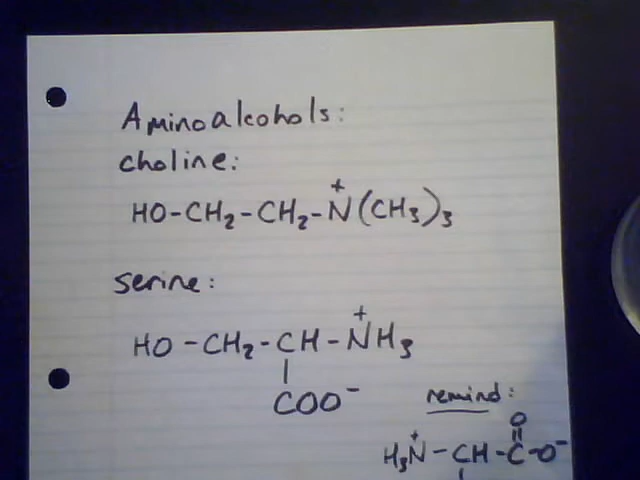 Aminoalcohols:
choline:
HO-CH₂-CH₂-N⁺(CH₃)₃
serine:
HO-CH₂-CH-N⁺H₃
COO⁻
remind:
O
H₃N⁺-CH-C-O⁻